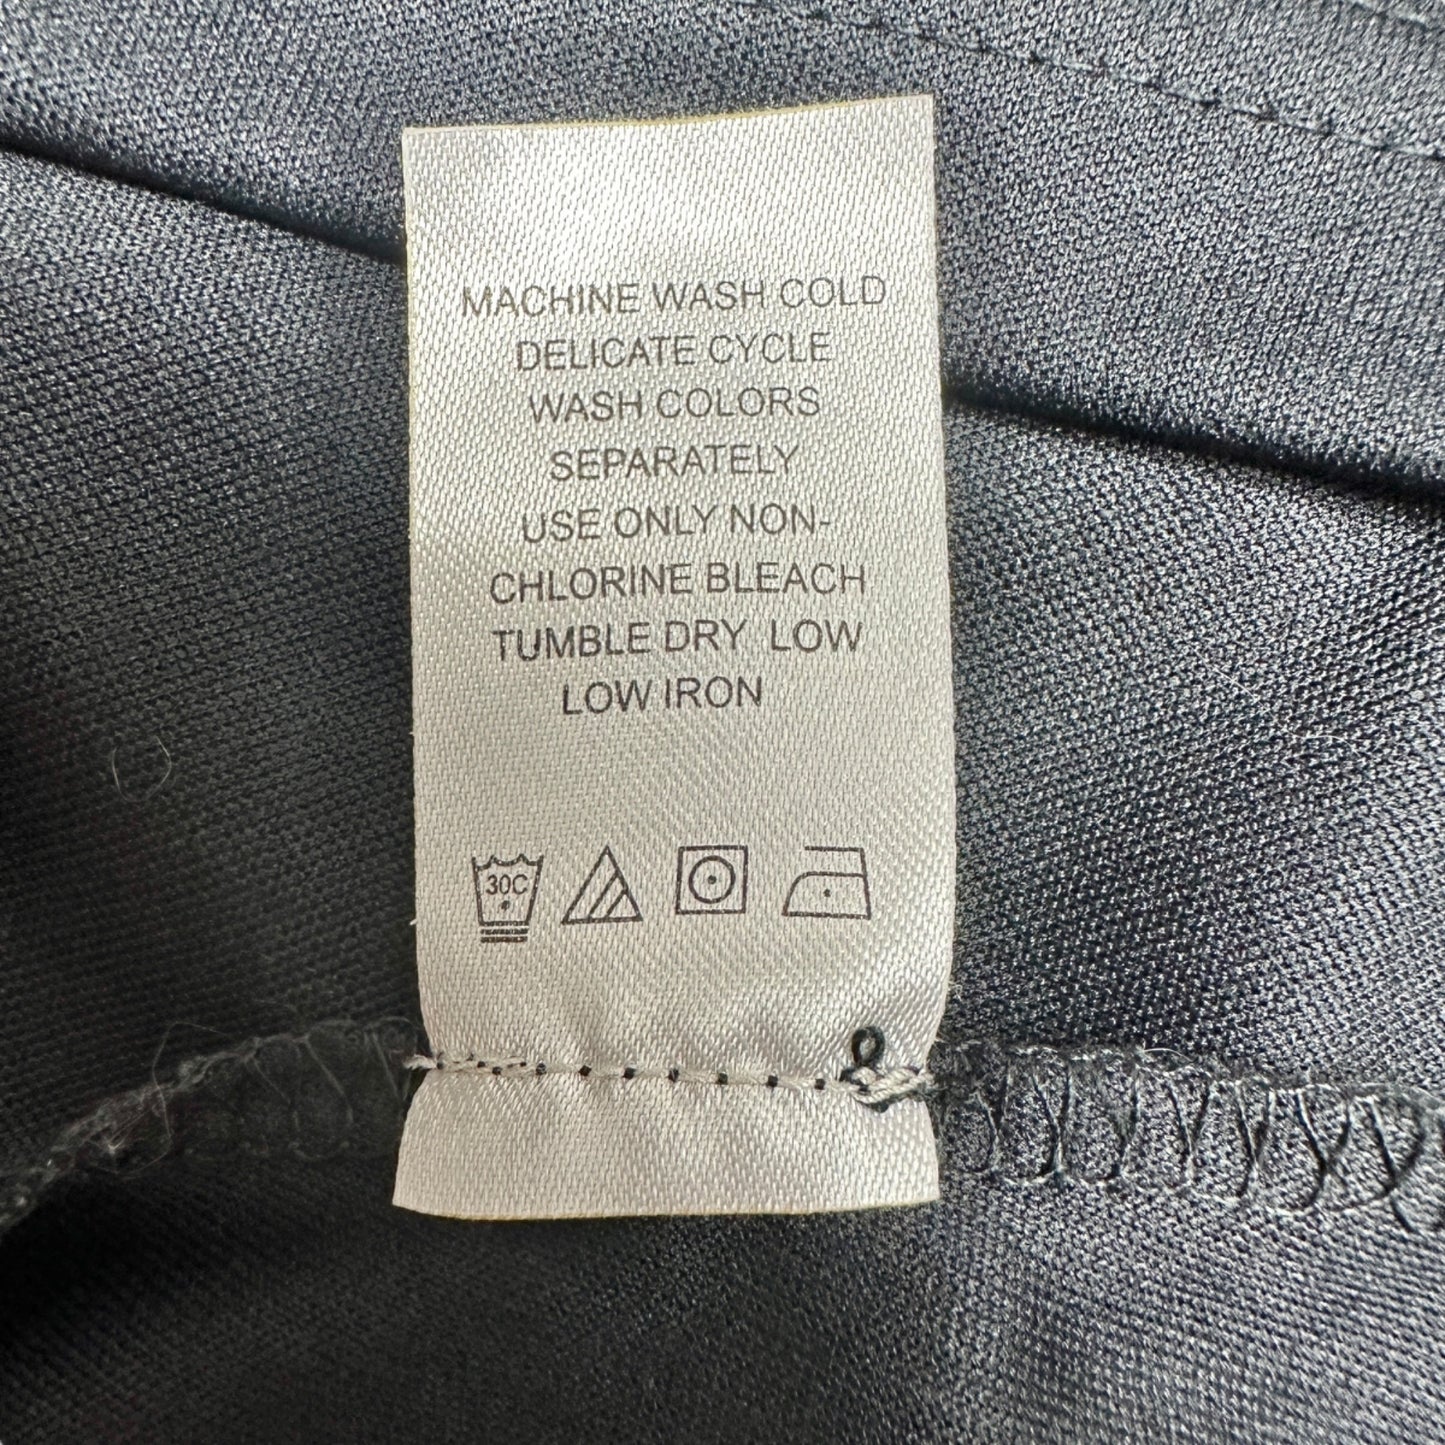 MACHINE WASH COLD
DELICATE CYCLE
WASH COLORS
SEPARATELY
USE ONLY NON-
CHLORINE BLEACH
TUMBLE DRY LOW
LOW IRON
30C